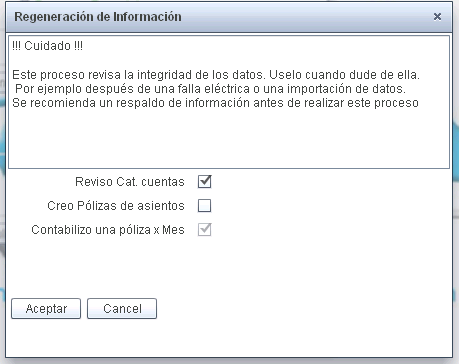 Regeneración de Información
!!! Cuidado !!!
Este proceso revisa la integridad de los datos. Uselo cuando dude de ella.
Por ejemplo después de una falla eléctrica o una importación de datos.
Se recomienda un respaldo de información antes de realizar este proceso
Reviso Cat. cuentas
Creo Pólizas de asientos
Contabilizo una póliza x Mes
Aceptar Cancel